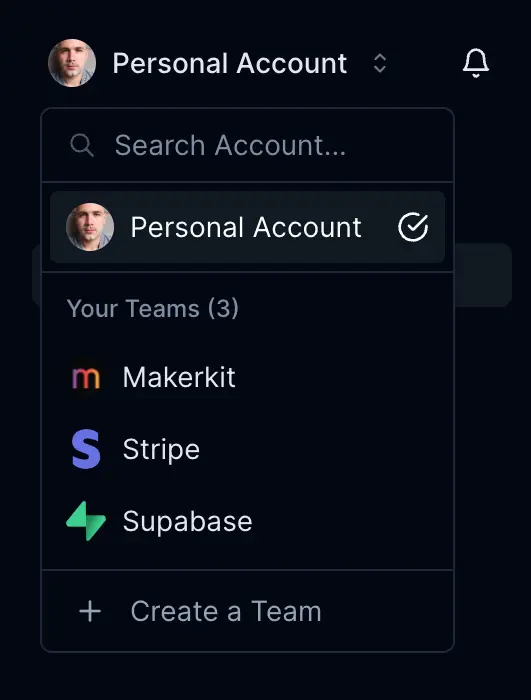 Personal Account
Search Account...
Personal Account
Your Teams (3)
Makerkit
Stripe
Supabase
Create a Team